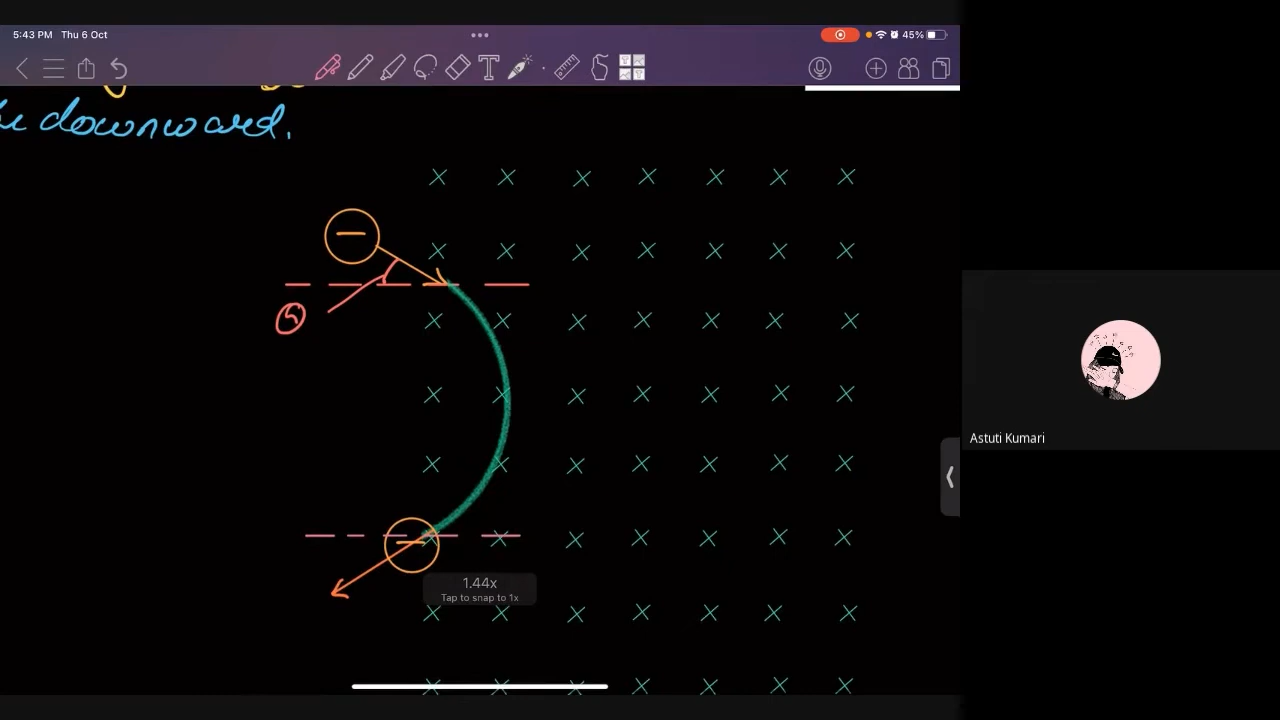 5:43 PM Thu 6 Oct
45%
downward.
1.44x
Tap to snap to 1x
Astuti Kumari